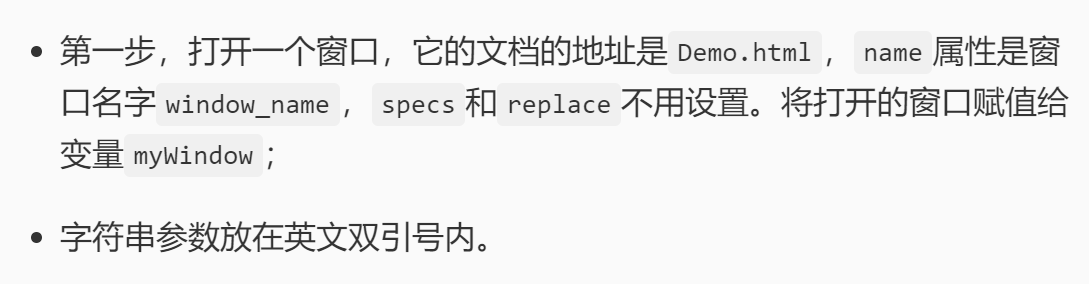 • 第一步，打开一个窗口，它的文档的地址是 Demo.html ， name 属性是窗
口名字 window_name ， specs 和 replace 不用设置。将打开的窗口赋值给
变量 myWindow ；
• 字符串参数放在英文双引号内。